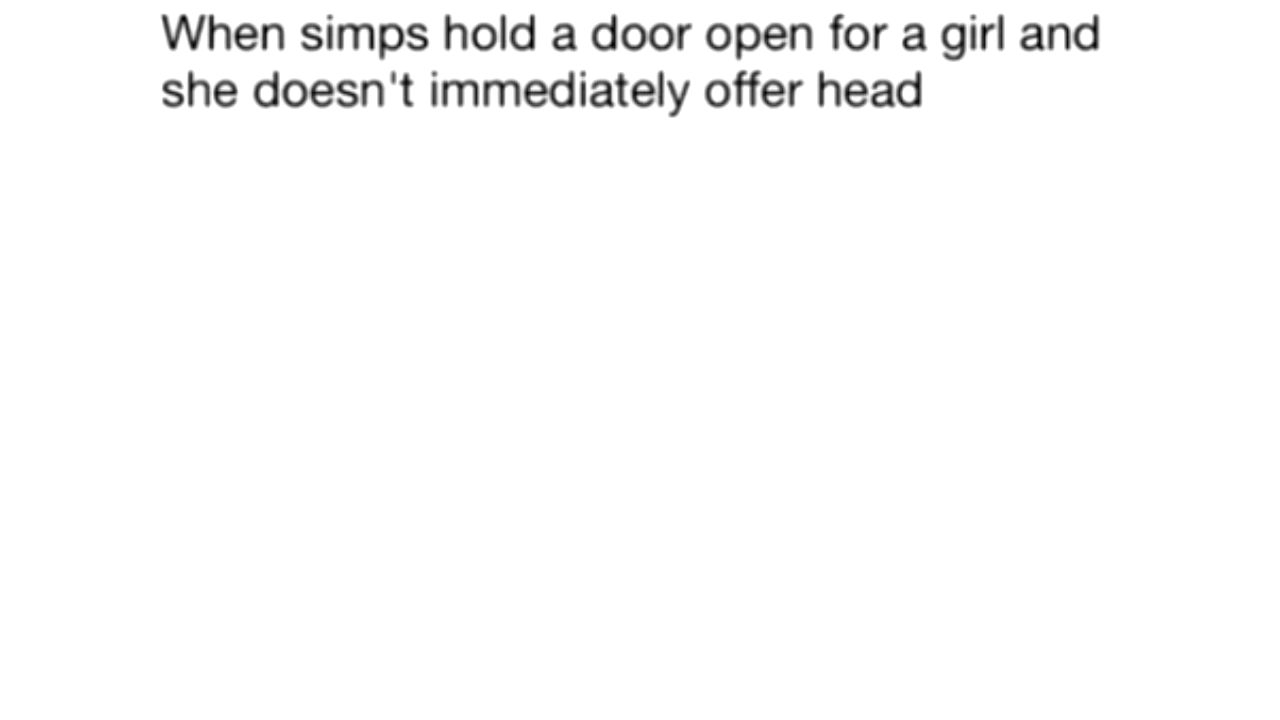 When simps hold a door open for a girl and
she doesn't immediately offer head